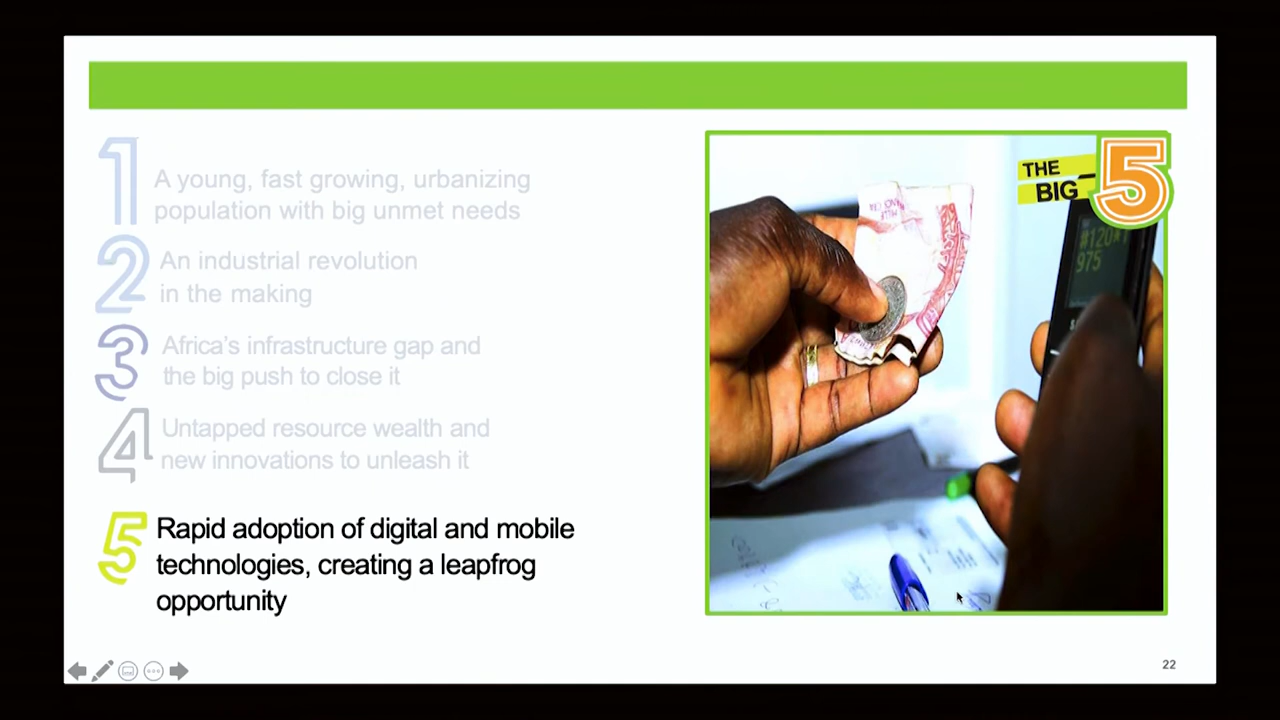 1
A young, fast growing, urbanizing
population with big unmet needs
2
An industrial revolution
in the making
3
Africa's infrastructure gap and
the big push to close it
4
Untapped resource wealth and
new innovations to unleash it
5
Rapid adoption of digital and mobile
technologies, creating a leapfrog
opportunity
THE
BIG
5
975
22